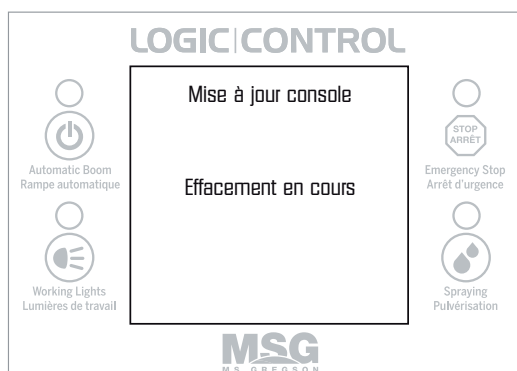 LOGIC|CONTROL
Mise à jour console
Effacement en cours
Automatic Boom
Rampe automatique
STOP
ARRÊT
Emergency Stop
Arrêt d'urgence
Working Lights
Lumières de travail
Spraying
Pulvérisation
MSG
MS GREGSON